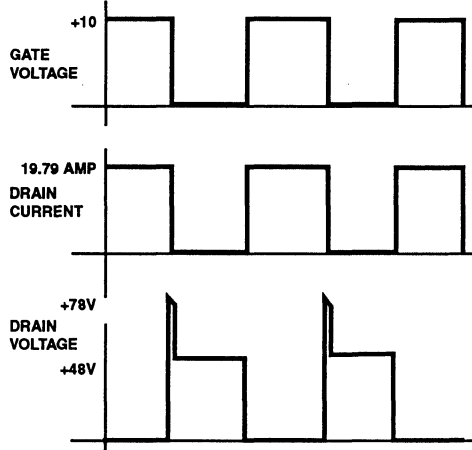 +10
GATE
VOLTAGE
19.79 AMP
DRAIN
CURRENT
+78V
DRAIN
VOLTAGE
+48V